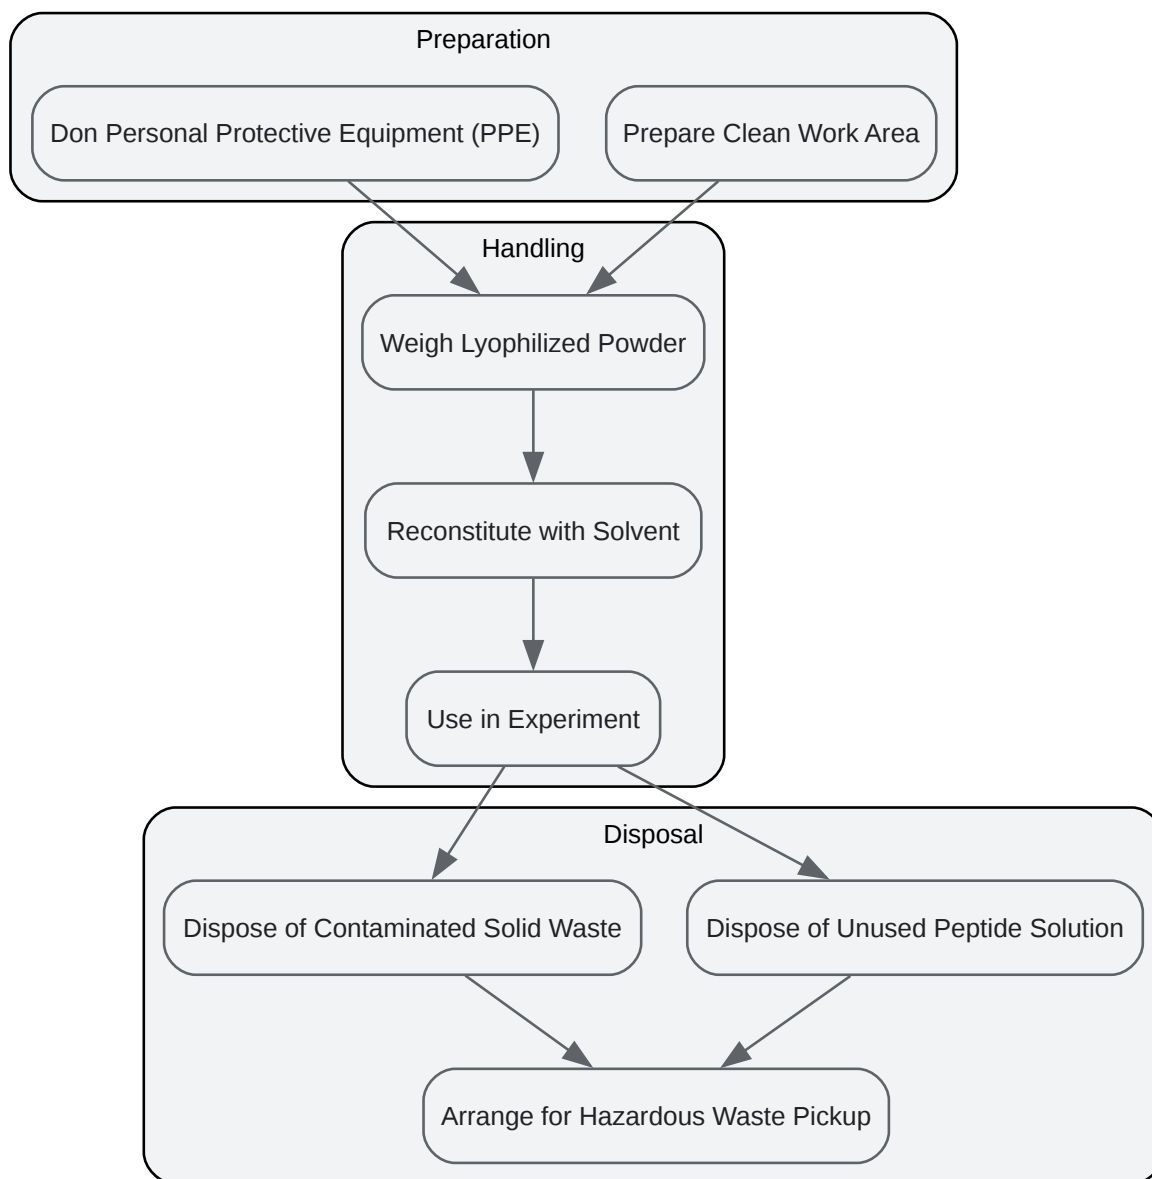 Preparation
Don Personal Protective Equipment (PPE)
Prepare Clean Work Area
Handling
Weigh Lyophilized Powder
Reconstitute with Solvent
Use in Experiment
Disposal
Dispose of Contaminated Solid Waste
Dispose of Unused Peptide Solution
Arrange for Hazardous Waste Pickup